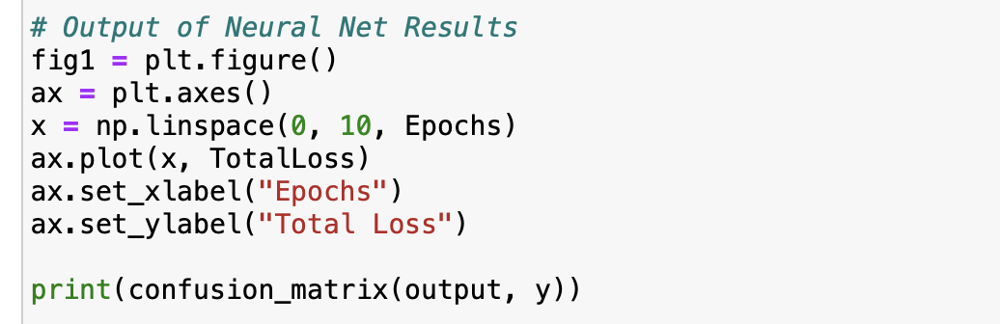 # Output of Neural Net Results
fig1 = plt.figure()
ax = plt.axes()
x = np.linspace(0, 10, Epochs)
ax.plot(x, TotalLoss)
ax.set_xlabel("Epochs")
ax.set_ylabel("Total Loss")

print(confusion_matrix(output, y))